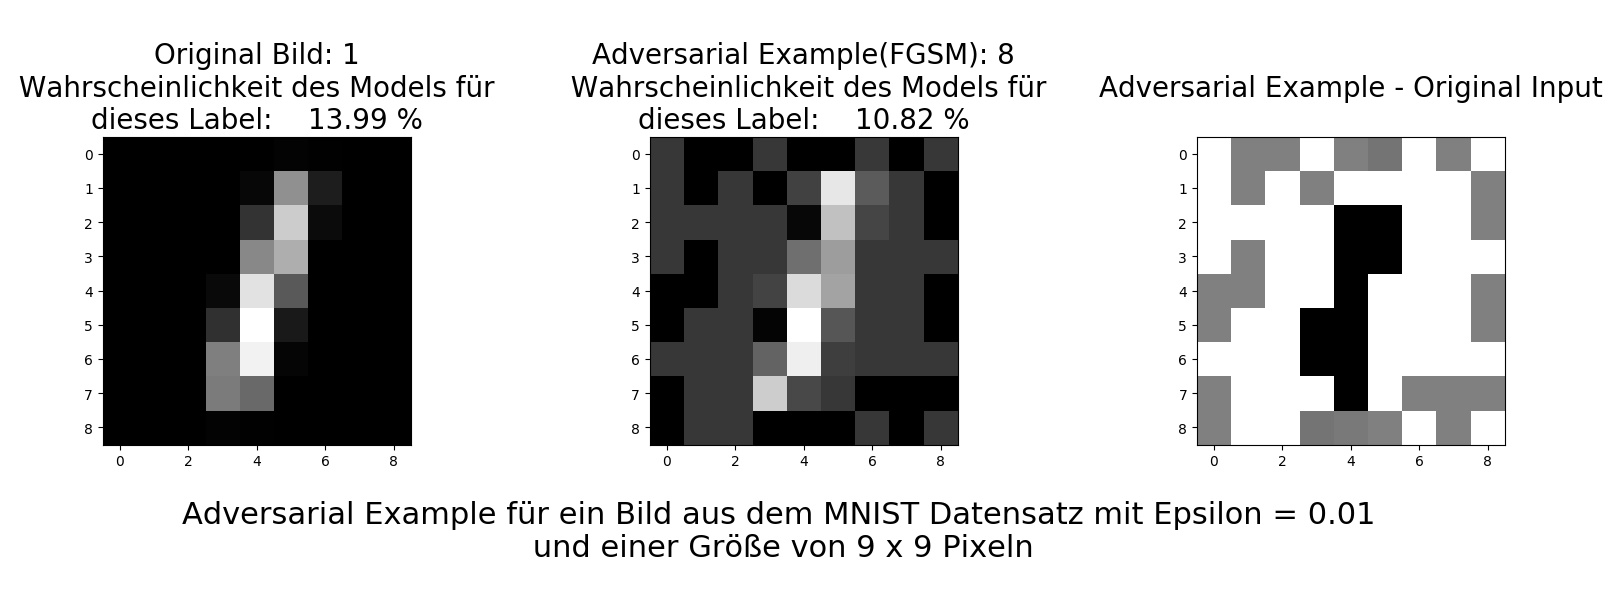 Original Bild: 1
Wahrscheinlichkeit des Models für
dieses Label: 13.99 %
0
1
2
3
4
5
6
7
8
0 2 4 6 8
Adversarial Example(FGSM): 8
Wahrscheinlichkeit des Models für
dieses Label: 10.82 %
0
1
2
3
4
5
6
7
8
0 2 4 6 8
Adversarial Example - Original Input
0
1
2
3
4
5
6
7
8
0 2 4 6 8
Adversarial Example für ein Bild aus dem MNIST Datensatz mit Epsilon = 0.01
und einer Größe von 9 x 9 Pixeln